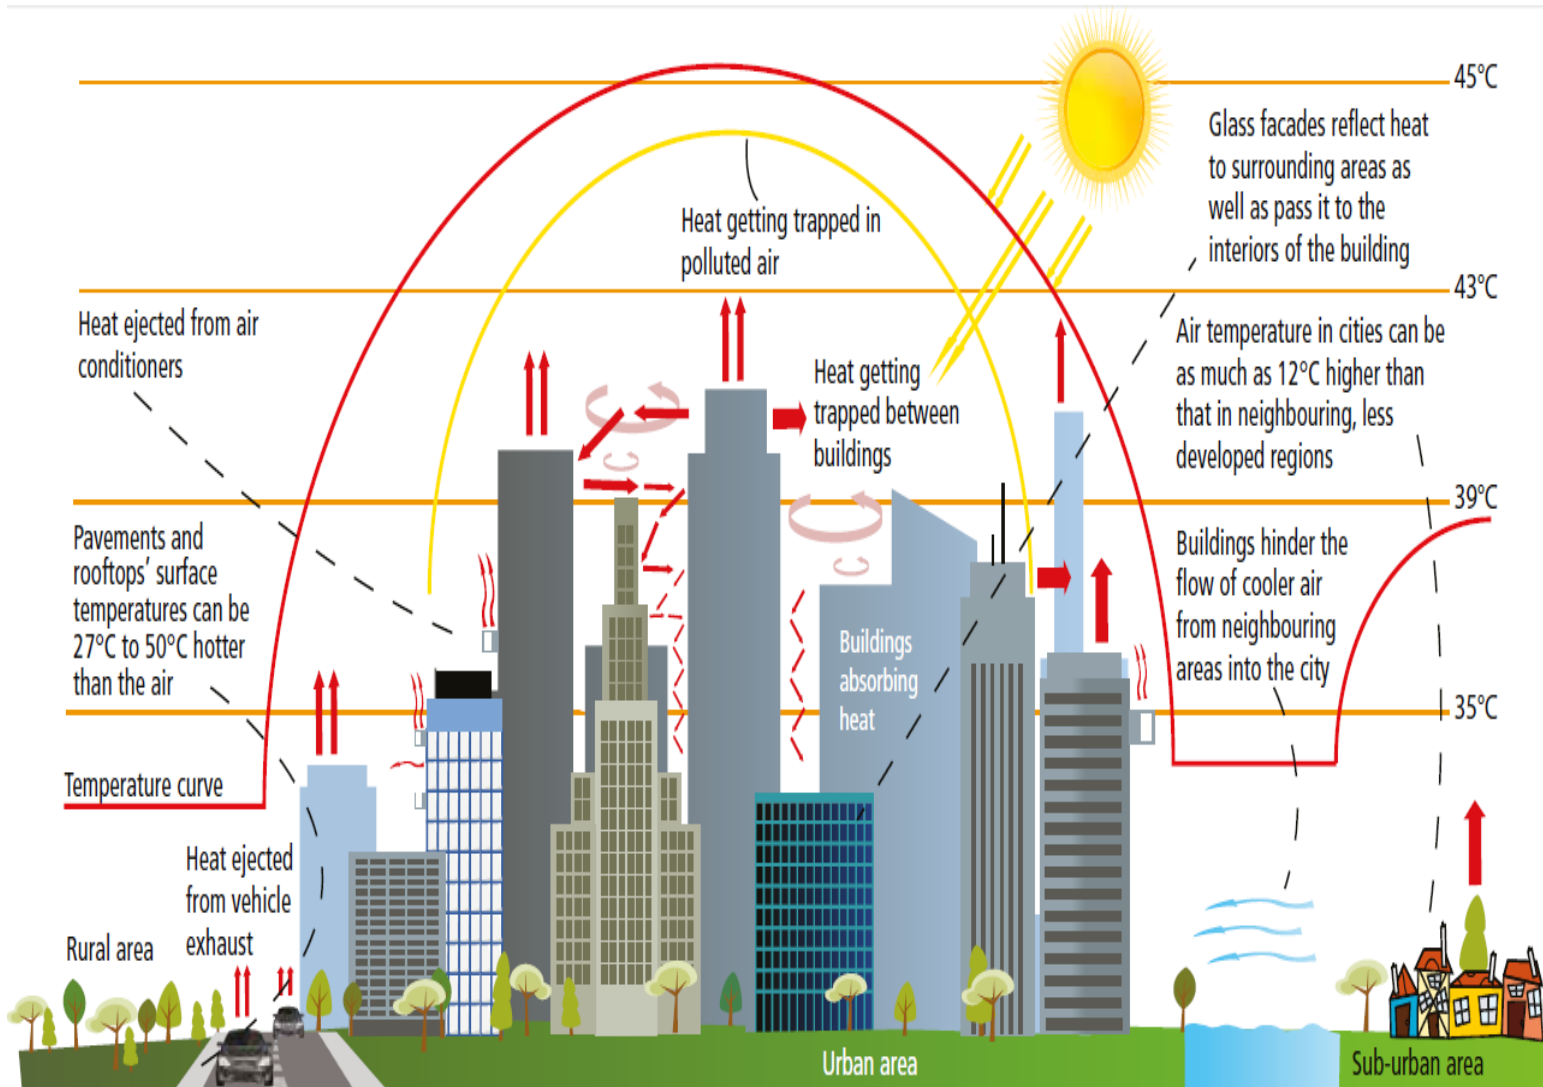 45°C
Glass facades reflect heat
to surrounding areas as
well as pass it to the
interiors of the building
Heat getting trapped in
polluted air
43°C
Heat ejected from air
conditioners
Air temperature in cities can be
as much as 12°C higher than
that in neighbouring, less
developed regions
Heat getting
trapped between
buildings
39°C
Pavements and
rooftops’ surface
temperatures can be
27°C to 50°C hotter
than the air
Buildings hinder the
flow of cooler air
from neighbouring
areas into the city
Buildings
absorbing
heat
35°C
Temperature curve
Heat ejected
from vehicle
exhaust
Rural area
Urban area
Sub-urban area